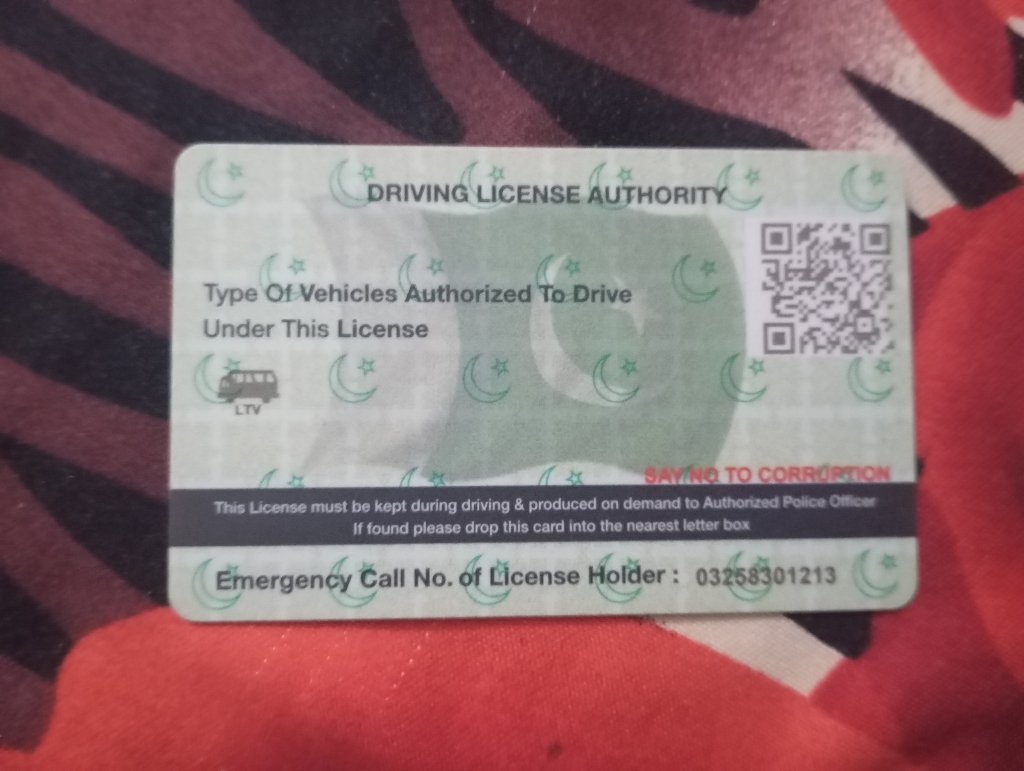 DRIVING LICENSE AUTHORITY
Type Of Vehicles Authorized To Drive
Under This License
LTV
SAY NO TO CORRUPTION
This License must be kept during driving & produced on demand to Authorized Police Officer
If found please drop this card into the nearest letter box
Emergency Call No. of License Holder : 03258301213